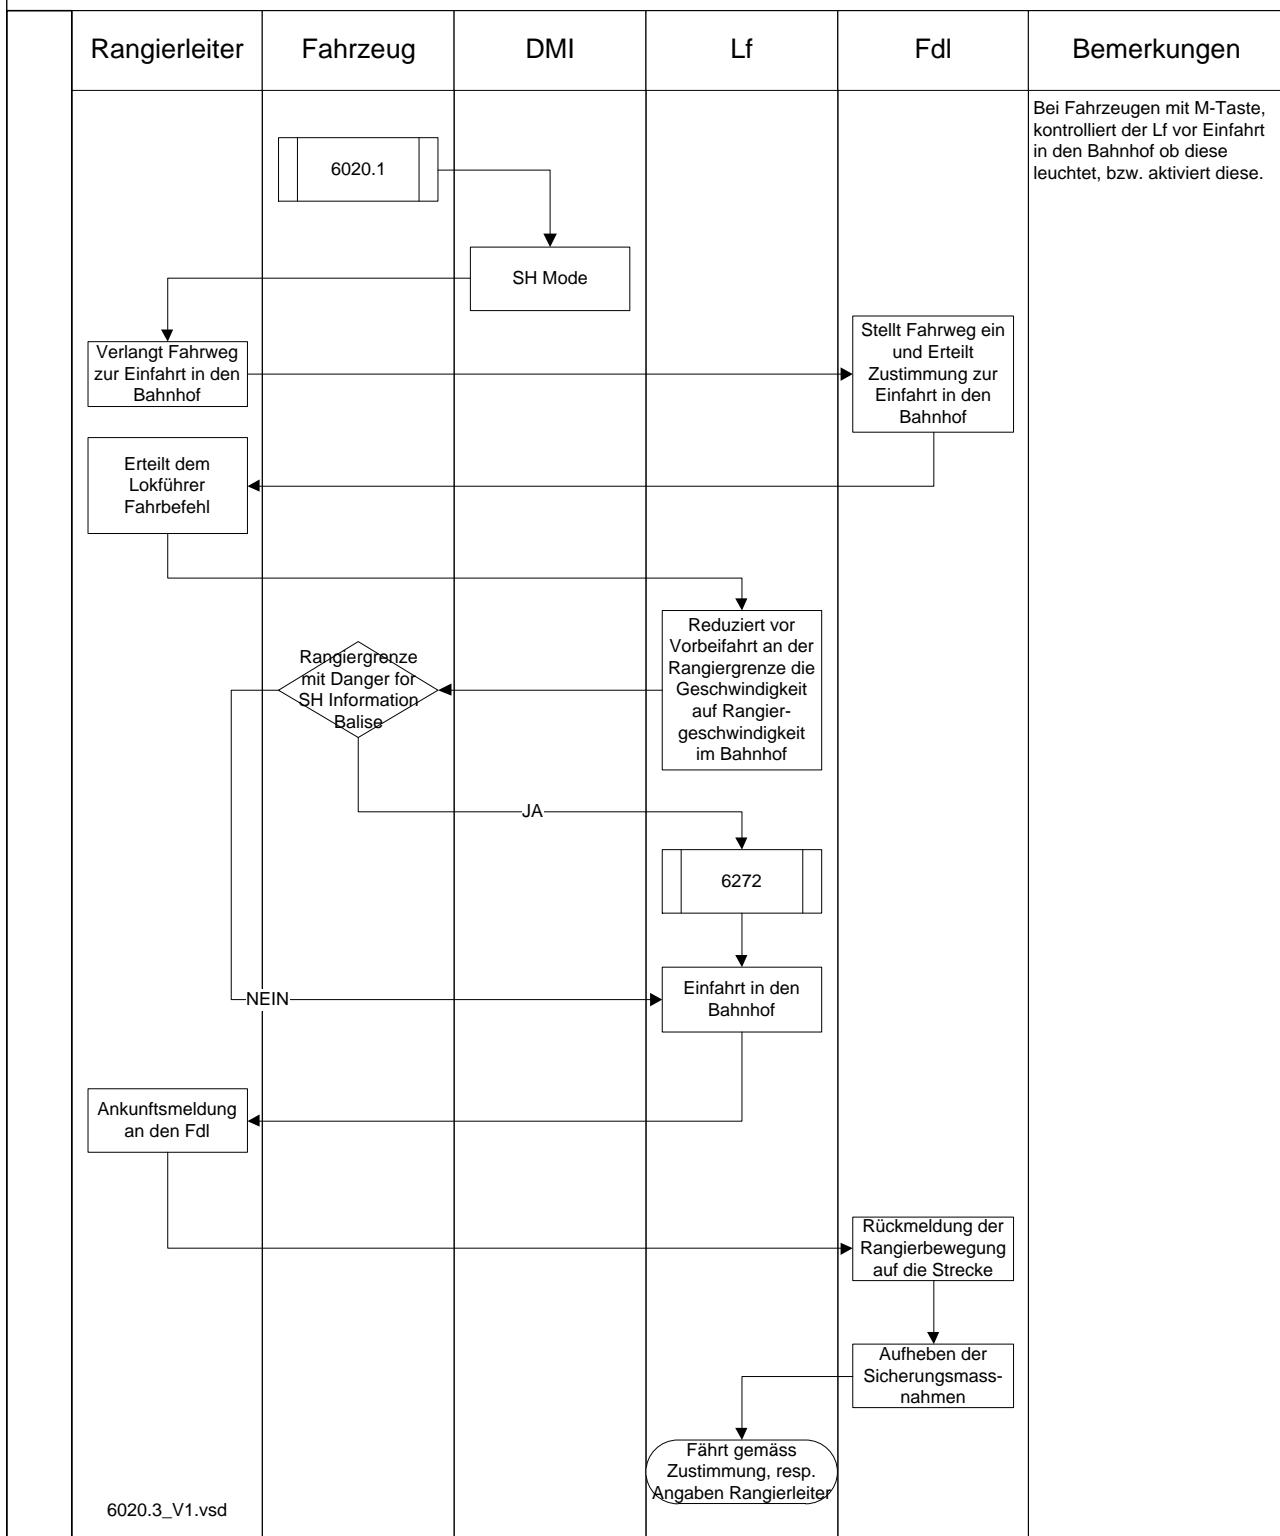 Rangierleiter
Fahrzeug
DMI
Lf
Fdl
Bemerkungen
Bei Fahrzeugen mit M-Taste,
kontrolliert der Lf vor Einfahrt
in den Bahnhof ob diese
leuchtet, bzw. aktiviert diese.
6020.1
SH Mode
Verlangt Fahrweg
zur Einfahrt in den
Bahnhof
Stellt Fahrweg ein
und Erteilt
Zustimmung zur
Einfahrt in den
Bahnhof
Erteilt dem
Lokführer
Fahrbefehl
Reduziert vor
Vorbeifahrt an der
Rangiergrenze die
Geschwindigkeit
auf Rangier-
geschwindigkeit
im Bahnhof
Rangiergrenze
mit Danger for
SH Information
Balise
JA
6272
Einfahrt in den
Bahnhof
NEIN
Ankunftsmeldung
an den Fdl
Rückmeldung der
Rangierbewegung
auf die Strecke
Aufheben der
Sicherungsmass-
nahmen
Fährt gemäss
Zustimmung, resp.
Angaben Rangierleiter
6020.3_V1.vsd